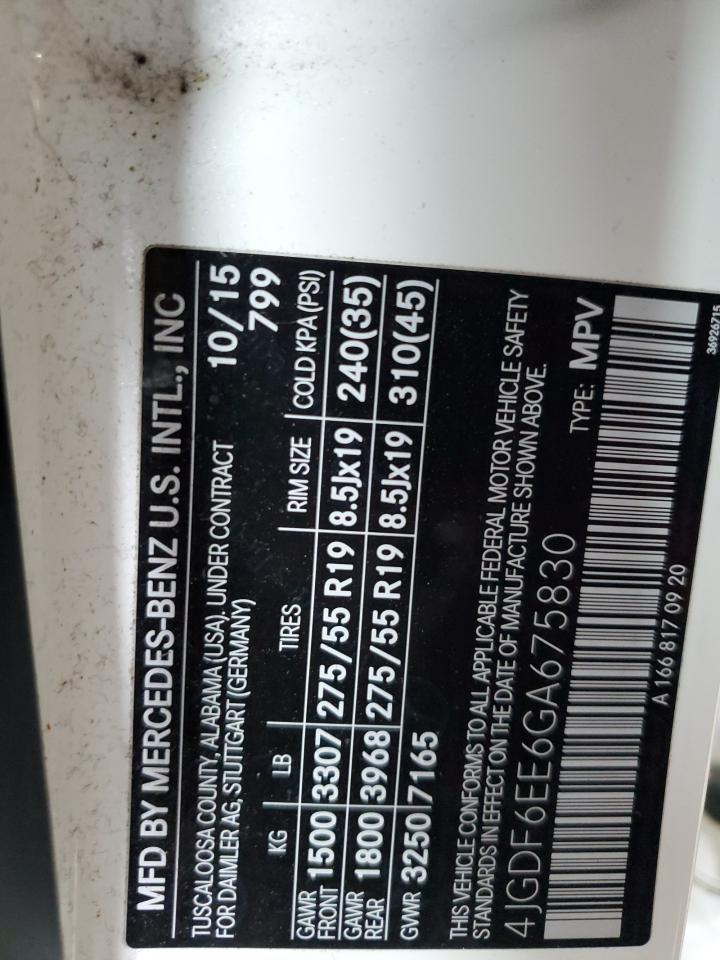 MFD BY MERCEDES-BENZ U.S. INTL., INC
TUSCALOOSA COUNTY, ALABAMA (USA), UNDER CONTRACT 10/15
FOR DAIMLER AG, STUTTGART (GERMANY) 799
KG LB TIRES RIM SIZE COLD KPA (PSI)
GAWR FRONT 1500 3307 275/55 R19 8.5Jx19 240(35)
GAWR REAR 1800 3968 275/55 R19 8.5Jx19 310(45)
GVWR 3250 7165
THIS VEHICLE CONFORMS TO ALL APPLICABLE FEDERAL MOTOR VEHICLE SAFETY
STANDARDS IN EFFECT ON THE DATE OF MANUFACTURE SHOWN ABOVE.
4JGDF6EE6GA675830 TYPE: MPV
A 166 817 09 20
36926715